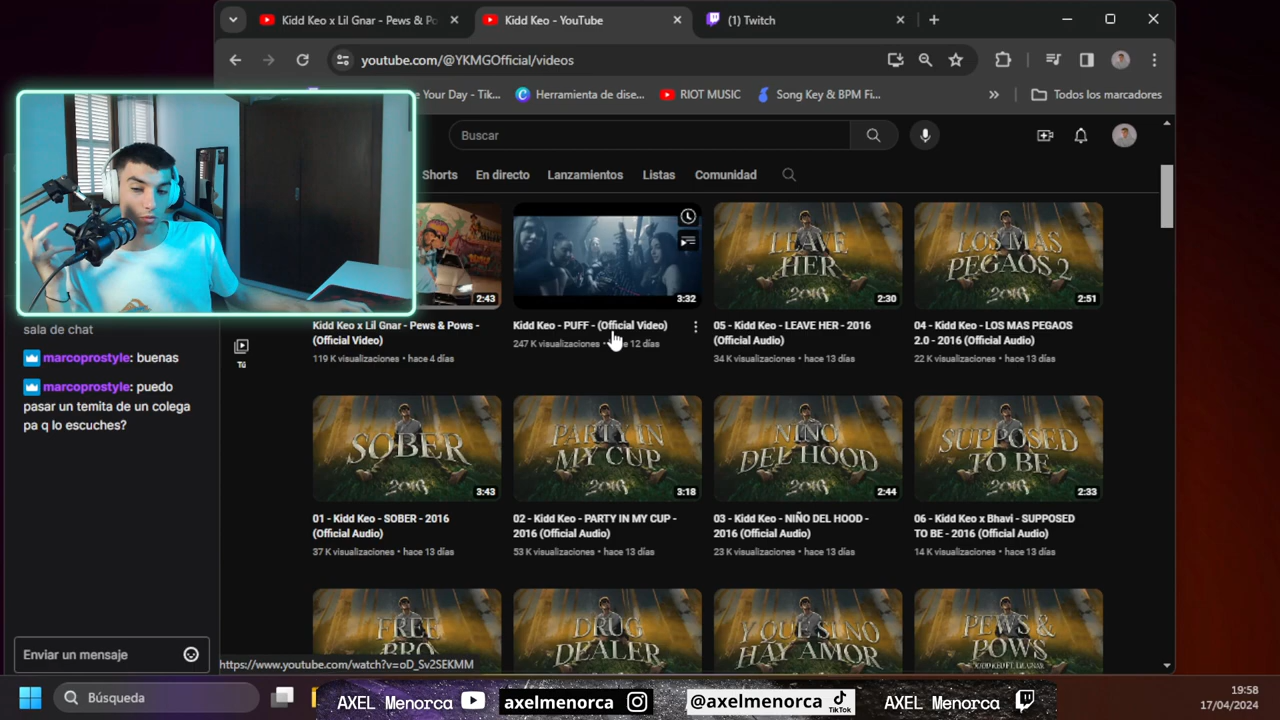 Kidd Keo x Lil Gnar - Pews & Po
Kidd Keo - YouTube
(1) Twitch
youtube.com/@YKMGOfficial/videos
e Your Day - Tik...
Herramienta de dise...
RIOT MUSIC
Song Key & BPM Fi...
Todos los marcadores
Buscar
Shorts
En directo
Lanzamientos
Listas
Comunidad
2:43
3:32
LEAVE
HER
2016
2:30
LOS MAS
PEGAOS 2
2016
2:51
Kidd Keo x Lil Gnar - Pews & Pows -
(Official Video)
119 K visualizaciones • hace 4 días
Kidd Keo - PUFF - (Official Video)
247 K visualizaciones • hace 12 días
05 - Kidd Keo - LEAVE HER - 2016
(Official Audio)
34 K visualizaciones • hace 13 días
04 - Kidd Keo - LOS MAS PEGAOS
2.0 - 2016 (Official Audio)
22 K visualizaciones • hace 13 días
Tú
sala de chat
marcoprostyle: buenas
marcoprostyle: puedo
pasar un temita de un colega
pa q lo escuches?
SOBER
2016
3:43
PARTY IN
MY CUP
2016
3:18
NIÑO
DEL HOOD
2016
2:44
SUPPOSED
TO BE
2016
2:33
01 - Kidd Keo - SOBER - 2016
(Official Audio)
37 K visualizaciones • hace 13 días
02 - Kidd Keo - PARTY IN MY CUP -
2016 (Official Audio)
53 K visualizaciones • hace 13 días
03 - Kidd Keo - NIÑO DEL HOOD -
2016 (Official Audio)
23 K visualizaciones • hace 13 días
06 - Kidd Keo x Bhavi - SUPPOSED
TO BE - 2016 (Official Audio)
14 K visualizaciones • hace 13 días
FREE
BRO
DRUG
DEALER
Y QUE SI NO
HAY AMOR
PEWS &
POWS
KIDD KEO FT. LIL GNAR
Enviar un mensaje
https://www.youtube.com/watch?v=oD_Sv2SEKMM
Búsqueda
AXEL Menorca
axelmenorca
@axelmenorca
TikTok
AXEL Menorca
19:58
17/04/2024